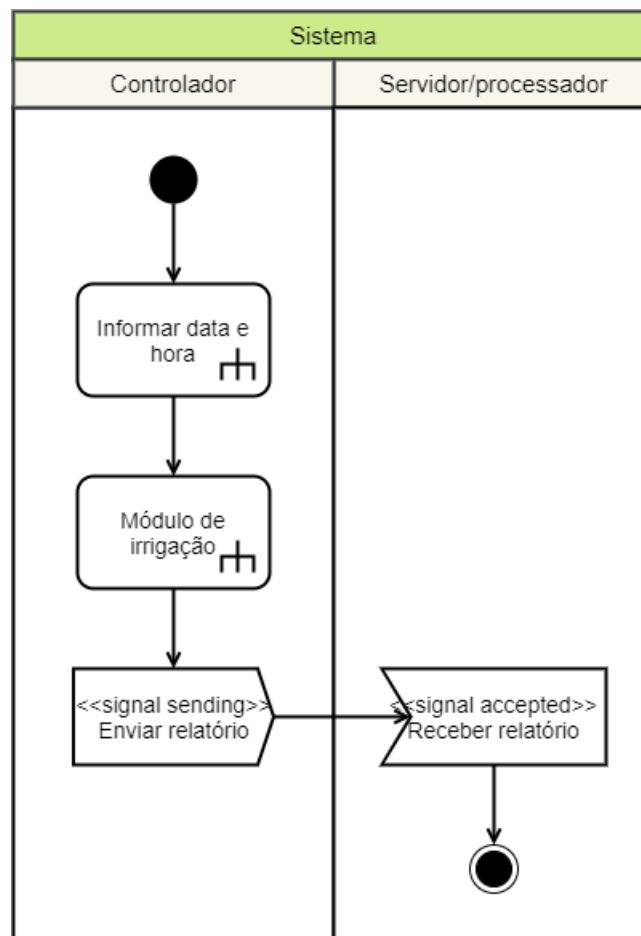 Sistema
Controlador
Servidor/processador
Informar data e
hora
Módulo de
irrigação
<<signal sending>>
Enviar relatório
<<signal accepted>>
Receber relatório